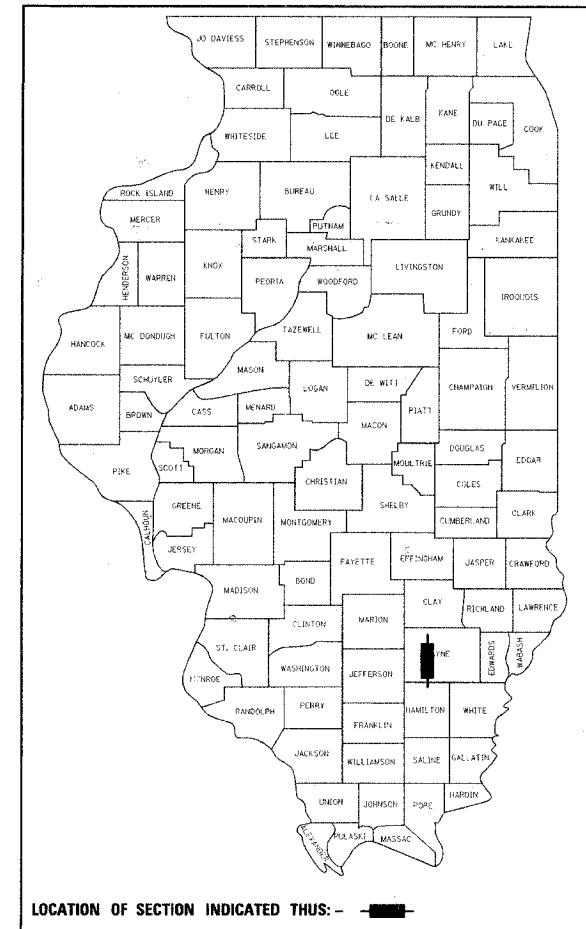 JO DAVIESS
STEPHENSON
WINNEBAGO
BOONE
MC HENRY
LAKE
CARROLL
OGLE
DE KALB
KANE
DU PAGE
COOK
WHITESIDE
LEE
KENDALL
WILL
ROCK ISLAND
HENRY
BUREAU
LA SALLE
GRUNDY
MERCER
PUTNAM
STARK
MARSHALL
KANKAKEE
HENDERSON
WARREN
KNOX
PEORIA
WOODFORD
LIVINGSTON
IROQUOIS
FORD
HANCOCK
MC DONOUGH
FULTON
TAZEWELL
MC LEAN
MASON
SCHUYLER
LOGAN
DE WITT
CHAMPAIGN
VERMILION
ADAMS
BROWN
CASS
MENARD
PIATT
MACON
MORGAN
SANGAMON
DOUGLAS
EDGAR
PIKE
SCOTT
CHRISTIAN
MOULTRIE
COLES
CALHOUN
GREENE
MACOUPIN
MONTGOMERY
SHELBY
CUMBERLAND
CLARK
JERSEY
FAYETTE
EFFINGHAM
JASPER
CRAWFORD
MADISON
BOND
CLAY
RICHLAND
LAWRENCE
CLINTON
MARION
ST. CLAIR
YNE
EDWARDS
WABASH
WASHINGTON
JEFFERSON
MONROE
RANDOLPH
PERRY
HAMILTON
WHITE
FRANKLIN
JACKSON
WILLIAMSON
SALINE
GALLATIN
UNION
JOHNSON
POPE
HARDIN
ALEXANDER
PULASKI
MASSAC
LOCATION OF SECTION INDICATED THUS: -